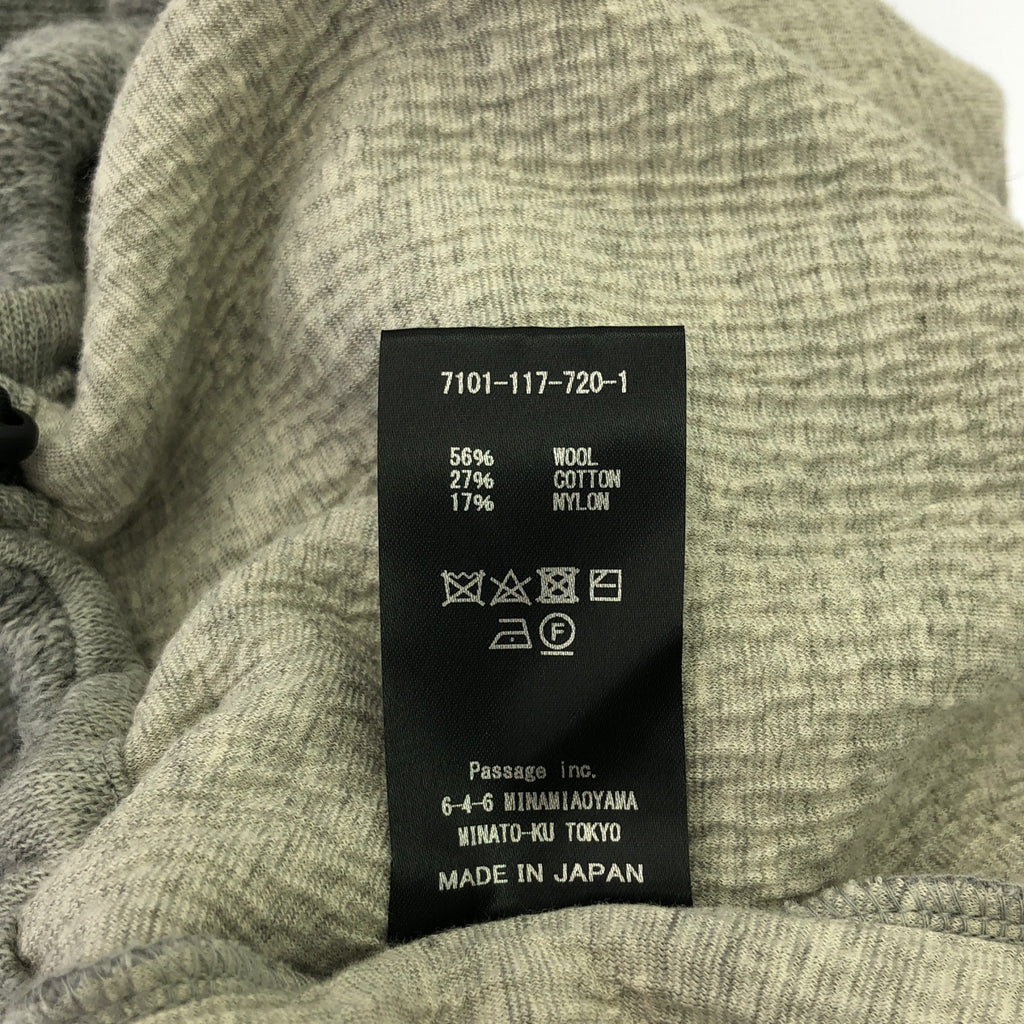 7101-117-720-1
56% WOOL
27% COTTON
17% NYLON
F
Passage inc.
6-4-6 MINAMIAOYAMA
MINATO-KU TOKYO
MADE IN JAPAN